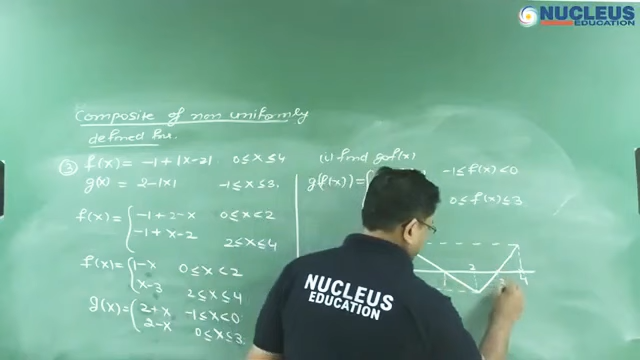 NUCLEUS
EDUCATION
Composite of non uniformly
defined fun.
③ f(x) = -1+|x-2| 0≤x≤4
g(x) = 2-|x| -1≤x≤3.
f(x)= { -1+2-x 0≤x<2
-1+x-2 2≤x≤4
f(x)= { 1-x 0≤x<2
x-3 2≤x≤4
g(x)= { 2+x -1≤x<0
2-x 0≤x≤3
(i) find gof(x)
g(f(x)) = { -1≤f(x)<0
0≤f(x)≤3
2
3
4
NUCLEUS
EDUCATION